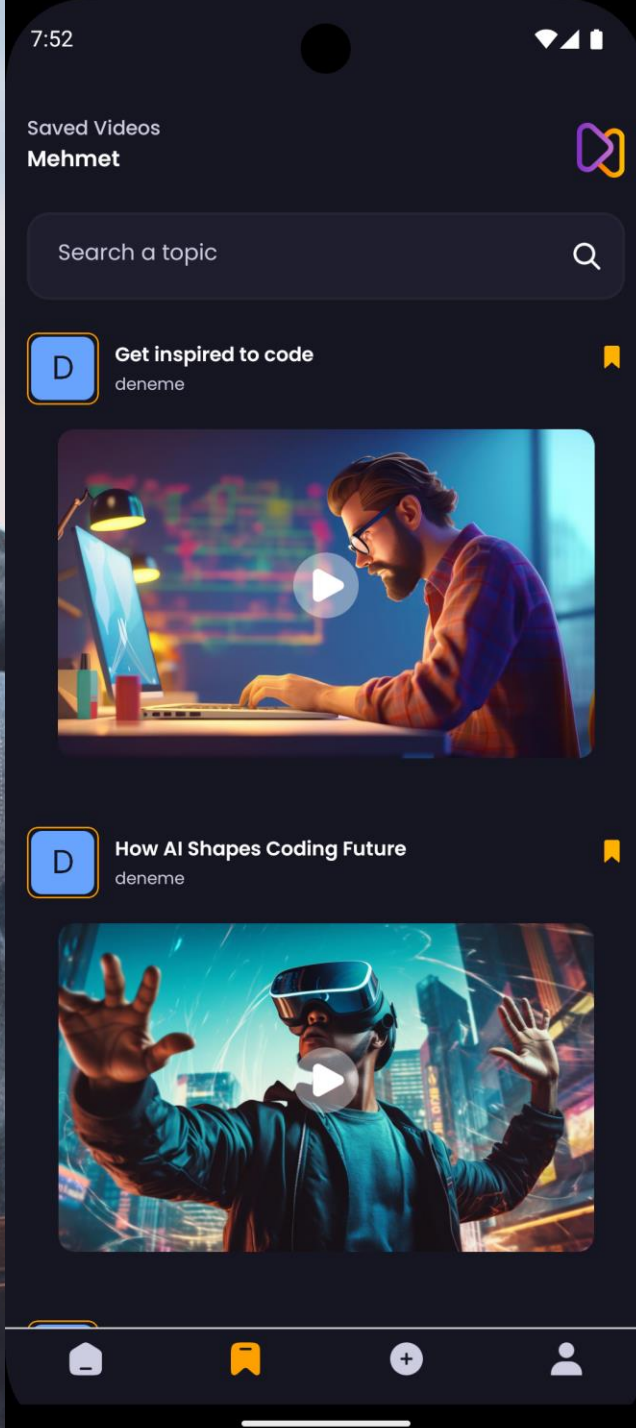 7:52
Saved Videos
Mehmet
Search a topic
D
Get inspired to code
deneme
D
How AI Shapes Coding Future
deneme